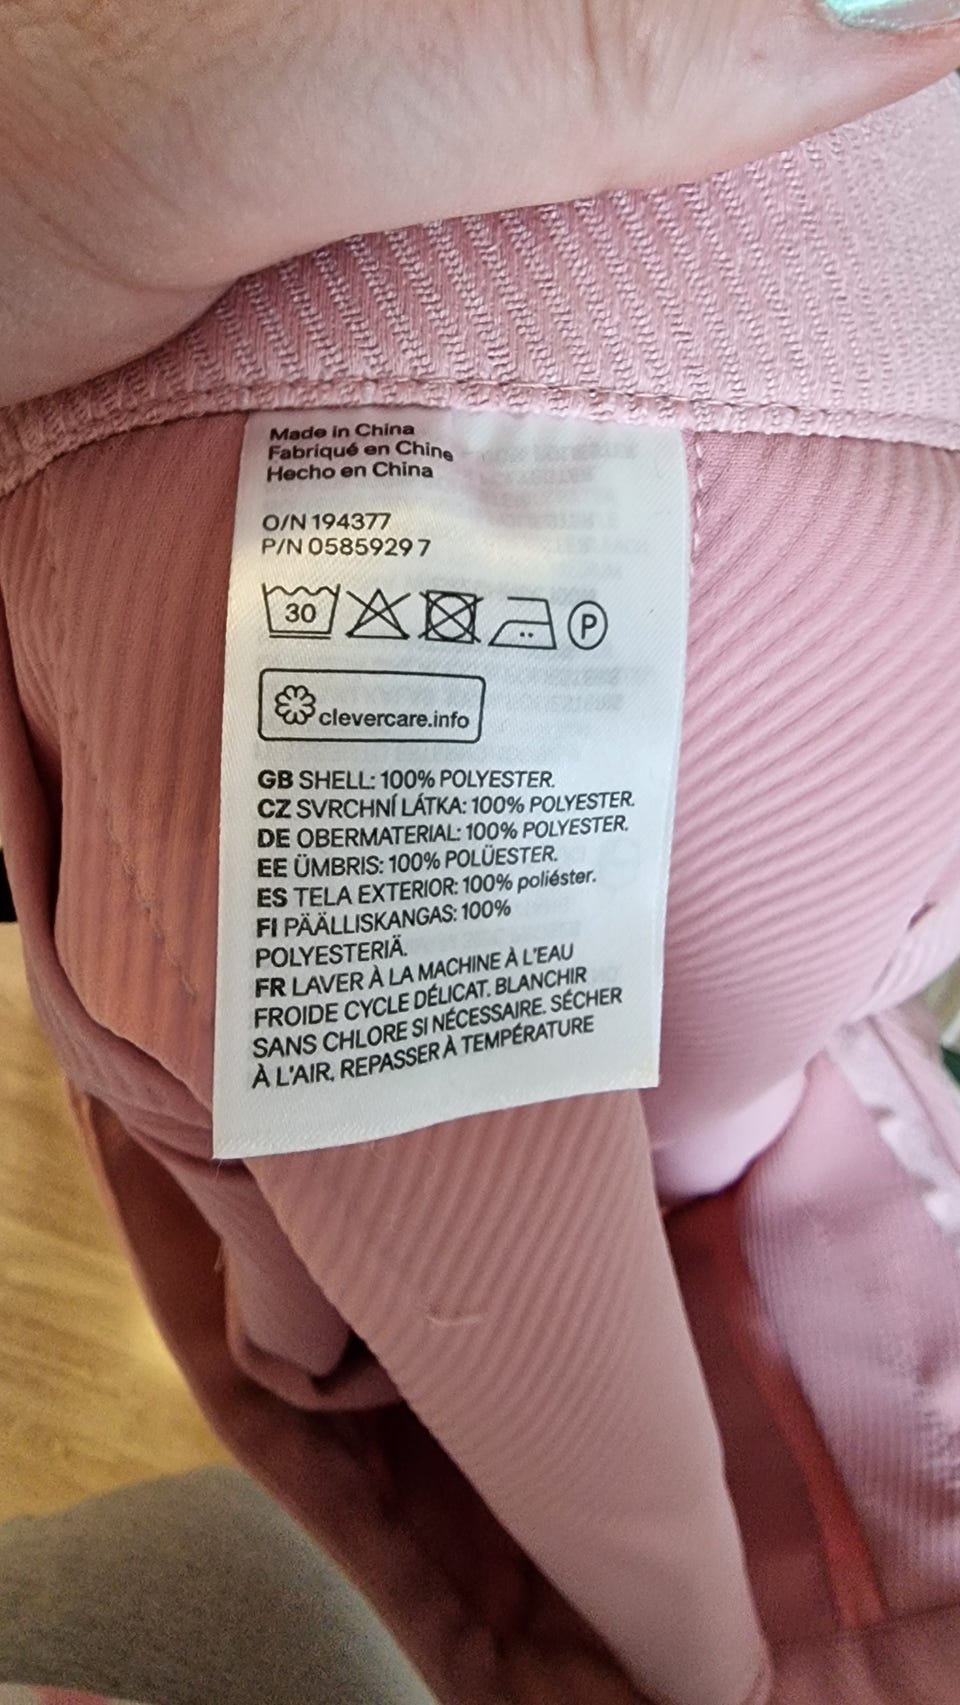 Made in China
Fabriqué en Chine
Hecho en China
O/N 194377
P/N 0585929 7
30
P
clevercare.info
GB SHELL: 100% POLYESTER.
CZ SVRCHNÍ LÁTKA: 100% POLYESTER.
DE OBERMATERIAL: 100% POLYESTER.
EE ÜMBRIS: 100% POLÜESTER.
ES TELA EXTERIOR: 100% poliéster.
FI PÄÄLLISKANGAS: 100%
POLYESTERIÄ.
FR LAVER À LA MACHINE À L'EAU
FROIDE CYCLE DÉLICAT. BLANCHIR
SANS CHLORE SI NÉCESSAIRE. SÉCHER
À L'AIR, REPASSER À TEMPÉRATURE